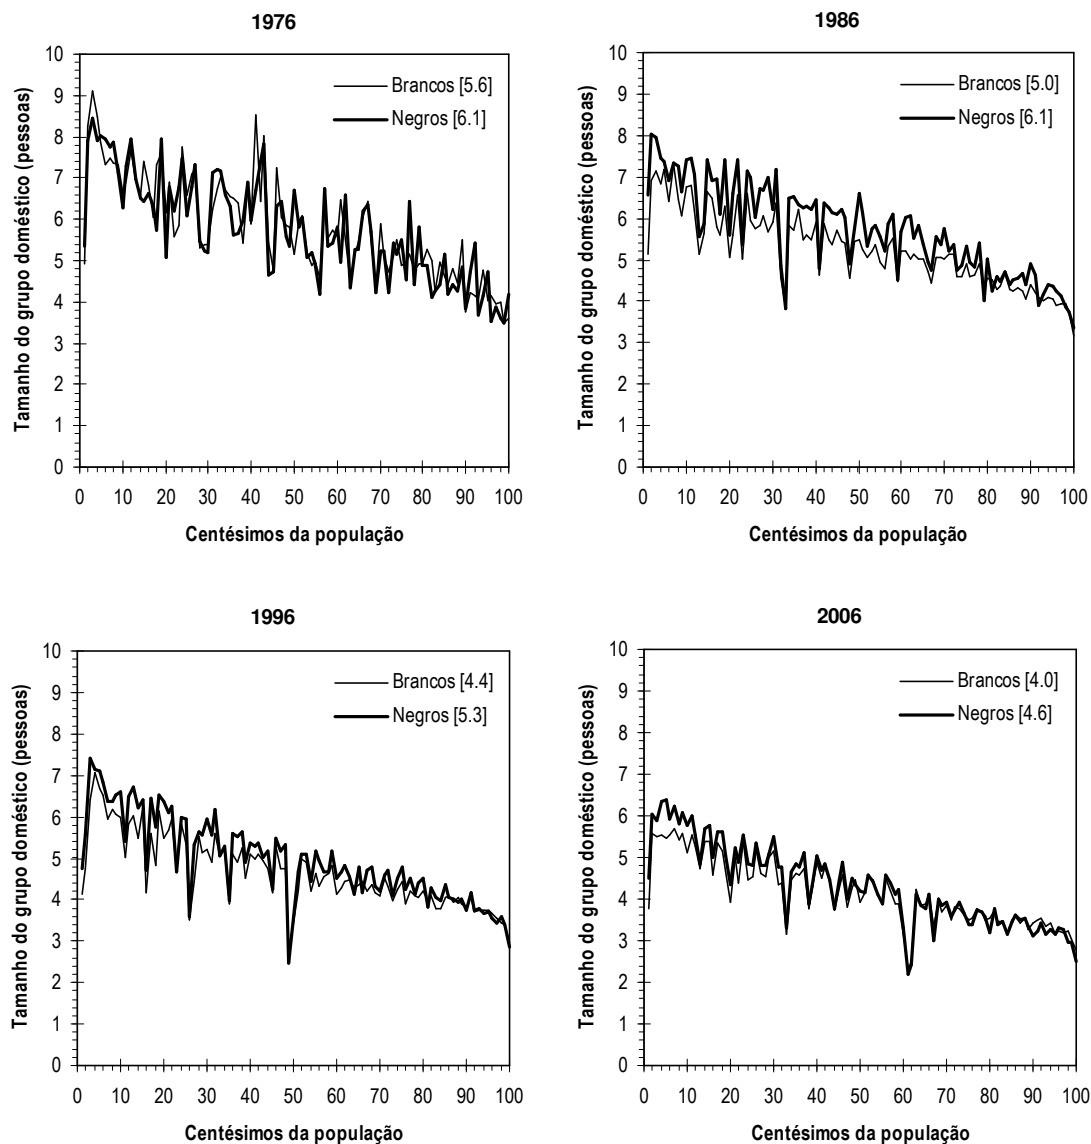 1976
Tamanho do grupo doméstico (pessoas)
10
9
8
7
6
5
4
3
2
1
0
Brancos [5.6]
Negros [6.1]
0 10 20 30 40 50 60 70 80 90 100
Centésimos da população
1986
Tamanho do grupo doméstico (pessoas)
10
9
8
7
6
5
4
3
2
1
0
Brancos [5.0]
Negros [6.1]
0 10 20 30 40 50 60 70 80 90 100
Centésimos da população
1996
Tamanho do grupo doméstico (pessoas)
10
9
8
7
6
5
4
3
2
1
0
Brancos [4.4]
Negros [5.3]
0 10 20 30 40 50 60 70 80 90 100
Centésimos da população
2006
Tamanho do grupo doméstico (pessoas)
10
9
8
7
6
5
4
3
2
1
0
Brancos [4.0]
Negros [4.6]
0 10 20 30 40 50 60 70 80 90 100
Centésimos da população